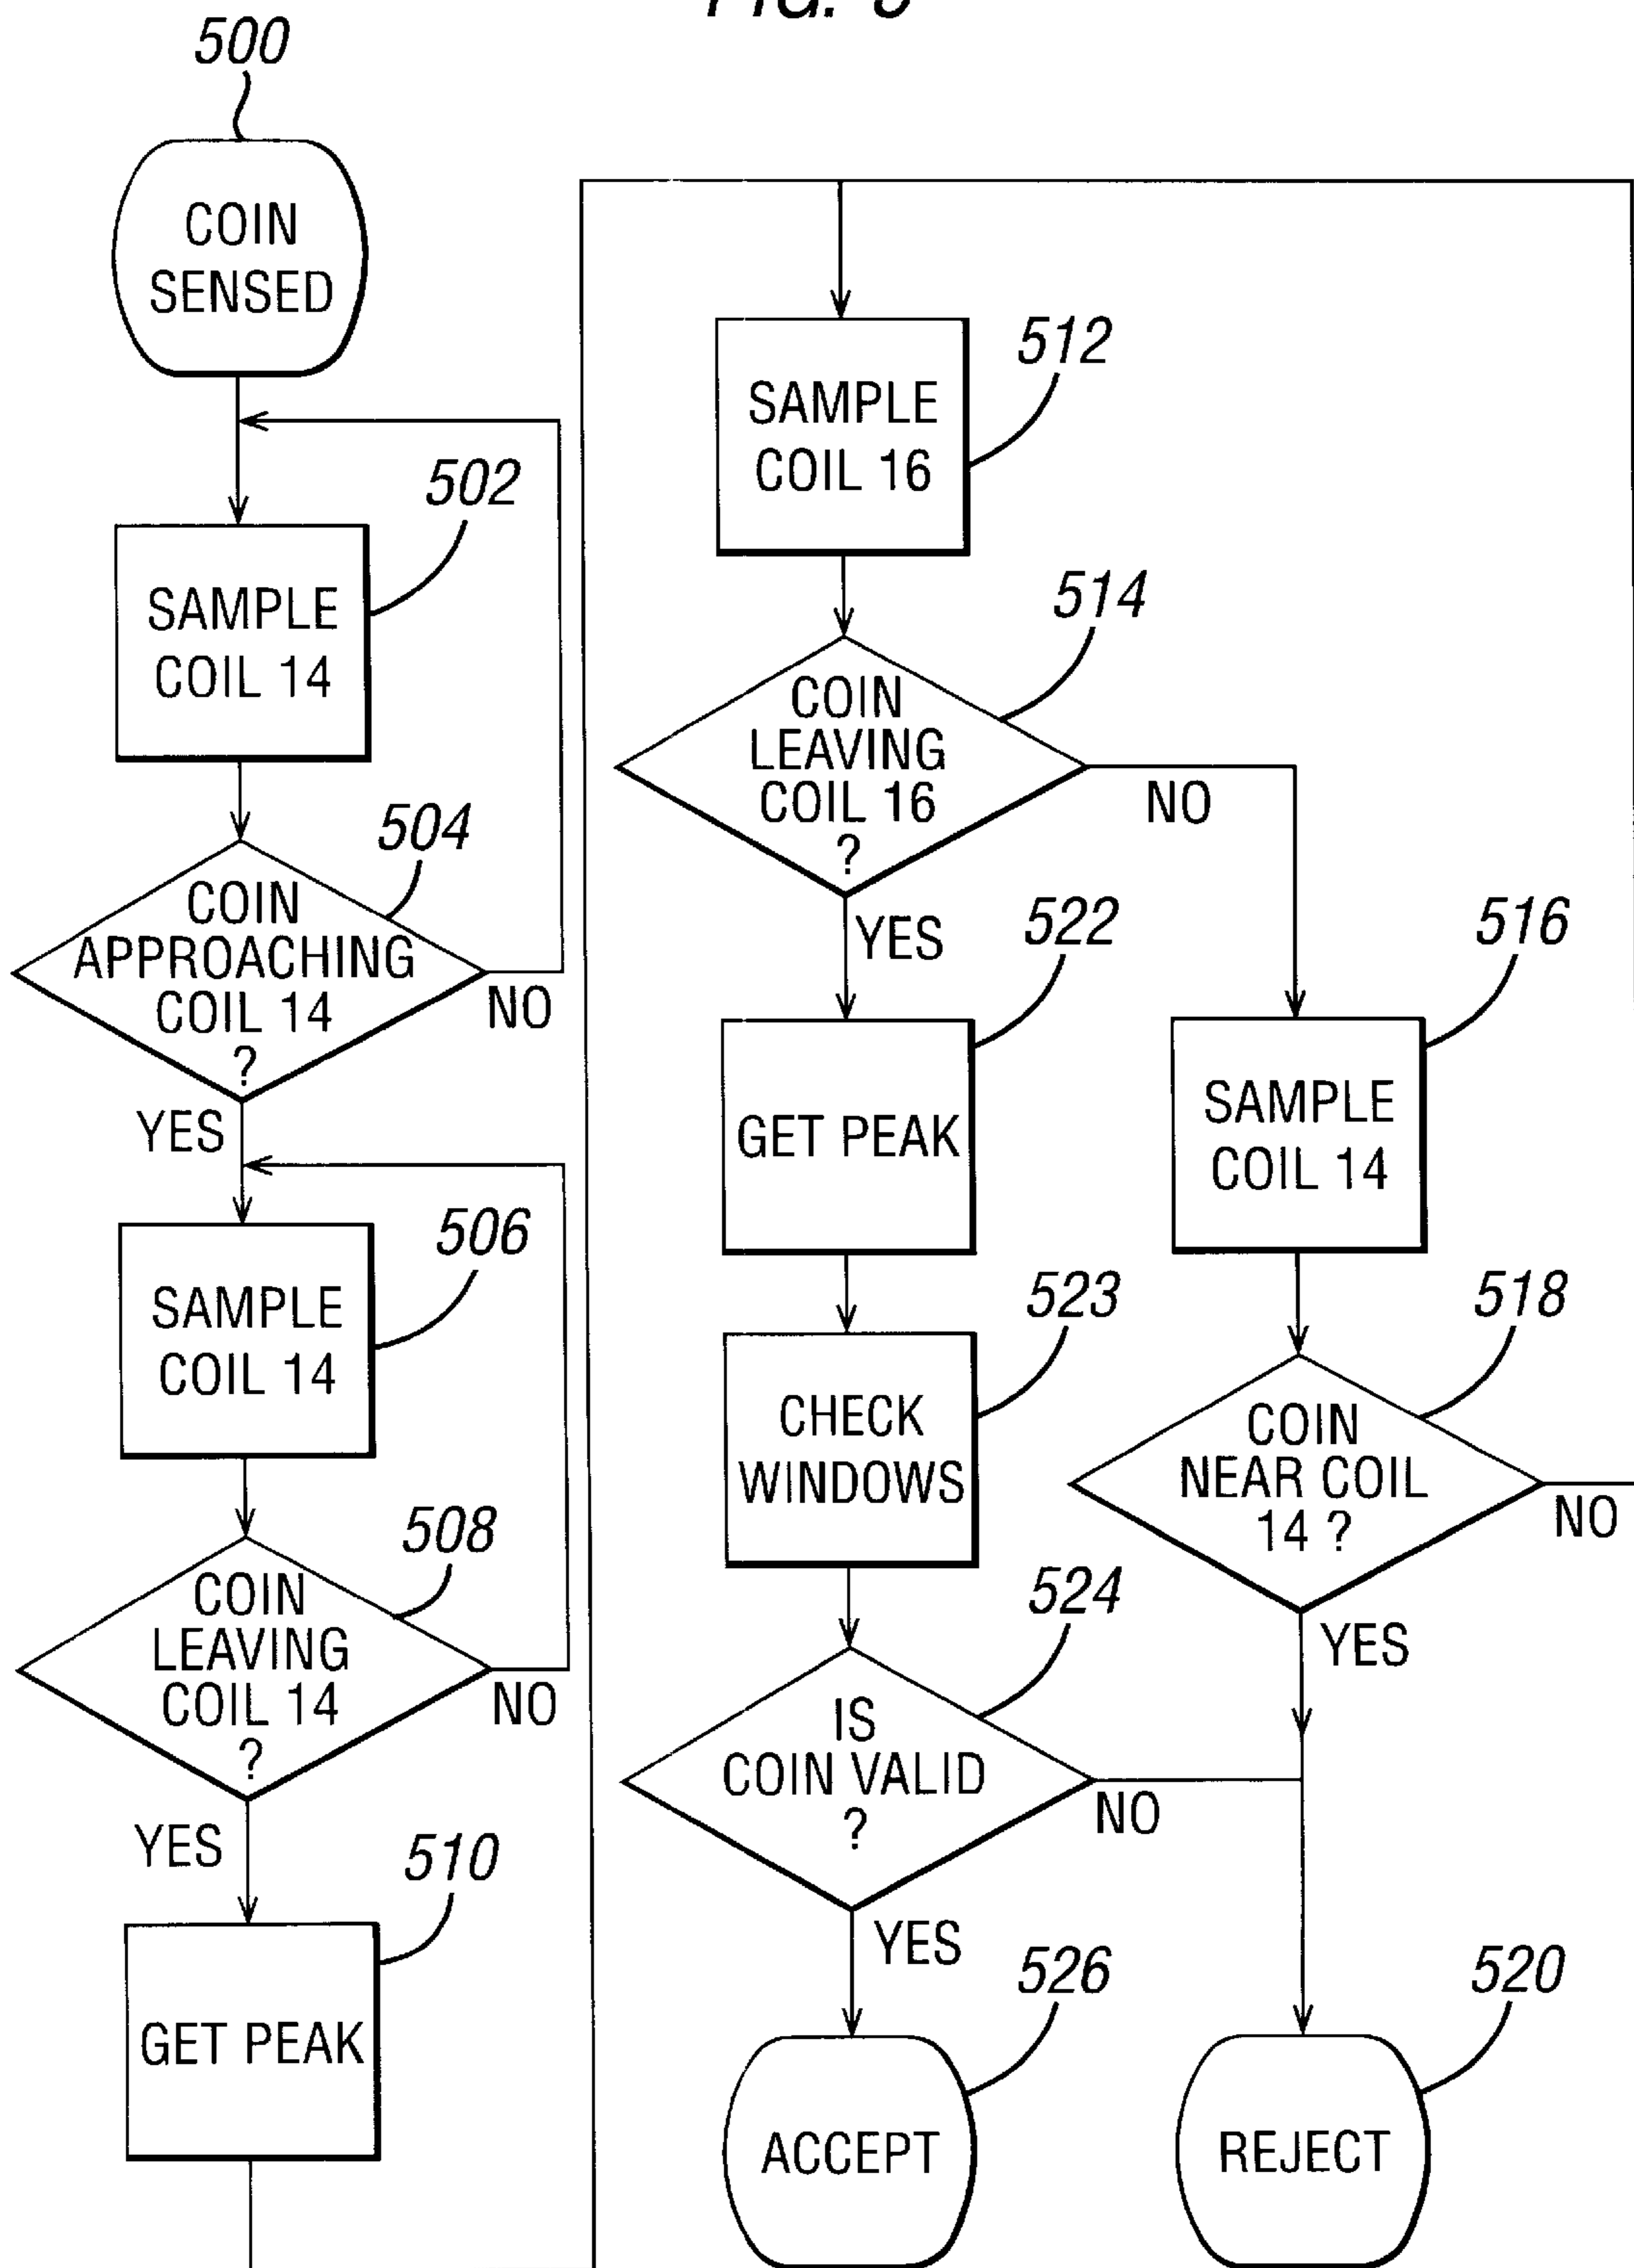 500
COIN
SENSED
502
SAMPLE
COIL 14
504
COIN
APPROACHING
COIL 14
?
NO
YES
506
SAMPLE
COIL 14
508
COIN
LEAVING
COIL 14
?
NO
YES
510
GET PEAK
512
SAMPLE
COIL 16
514
COIN
LEAVING
COIL 16
?
NO
YES
522
GET PEAK
516
SAMPLE
COIL 14
523
CHECK
WINDOWS
518
COIN
NEAR COIL
14 ?
NO
YES
524
IS
COIN VALID
?
NO
YES
526
ACCEPT
520
REJECT